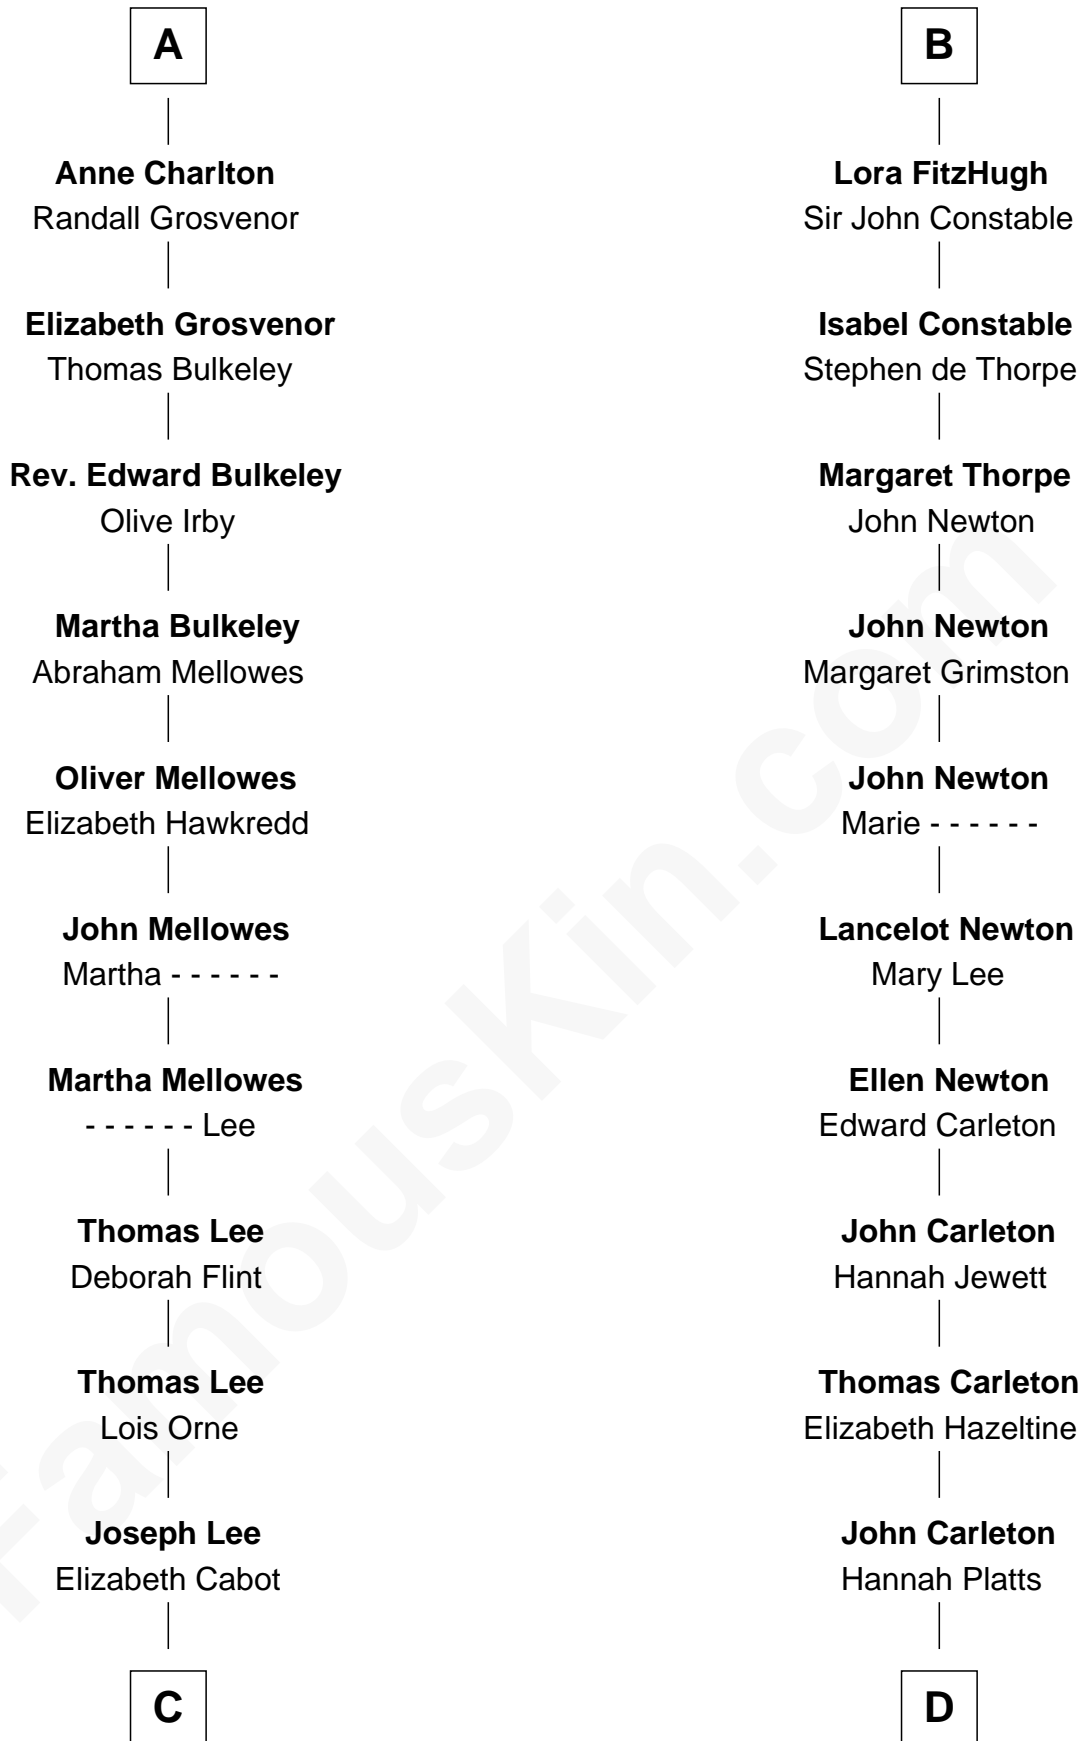 A
Anne Charlton
Randall Grosvenor
Elizabeth Grosvenor
Thomas Bulkeley
Rev. Edward Bulkeley
Olive Irby
Martha Bulkeley
Abraham Mellowes
Oliver Mellowes
Elizabeth Hawkredd
John Mellowes
Martha - - - - - -
Martha Mellowes
- - - - - - Lee
Thomas Lee
Deborah Flint
Thomas Lee
Lois Orne
Joseph Lee
Elizabeth Cabot
C
B
Lora FitzHugh
Sir John Constable
Isabel Constable
Stephen de Thorpe
Margaret Thorpe
John Newton
John Newton
Margaret Grimston
John Newton
Marie - - - - - -
Lancelot Newton
Mary Lee
Ellen Newton
Edward Carleton
John Carleton
Hannah Jewett
Thomas Carleton
Elizabeth Hazeltine
John Carleton
Hannah Platts
D
FamousKin.com